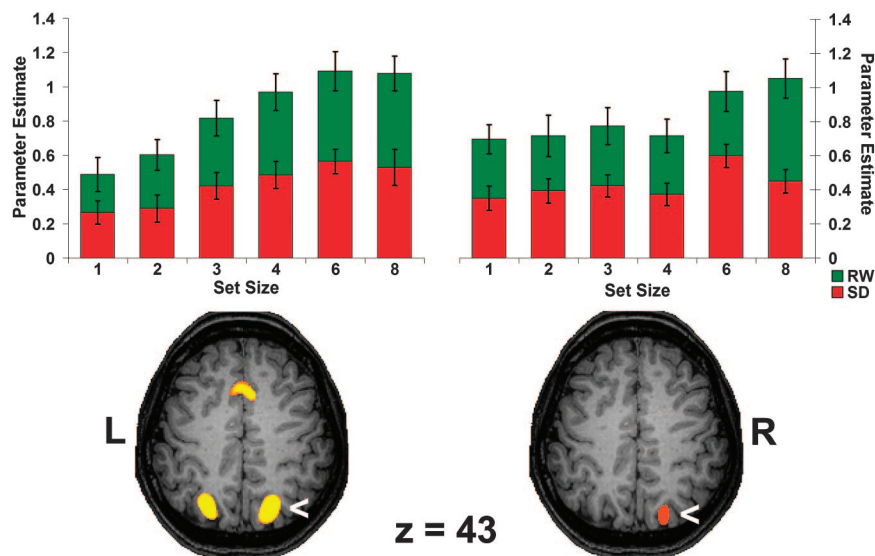 1.4
1.2
1
0.8
0.6
0.4
0.2
0
Parameter Estimate
1 2 3 4 6 8
Set Size
1 2 3 4 6 8
Set Size
1.4
1.2
1
0.8
0.6
0.4
0.2
0
Parameter Estimate
RW
SD
L
<
z = 43
<
R